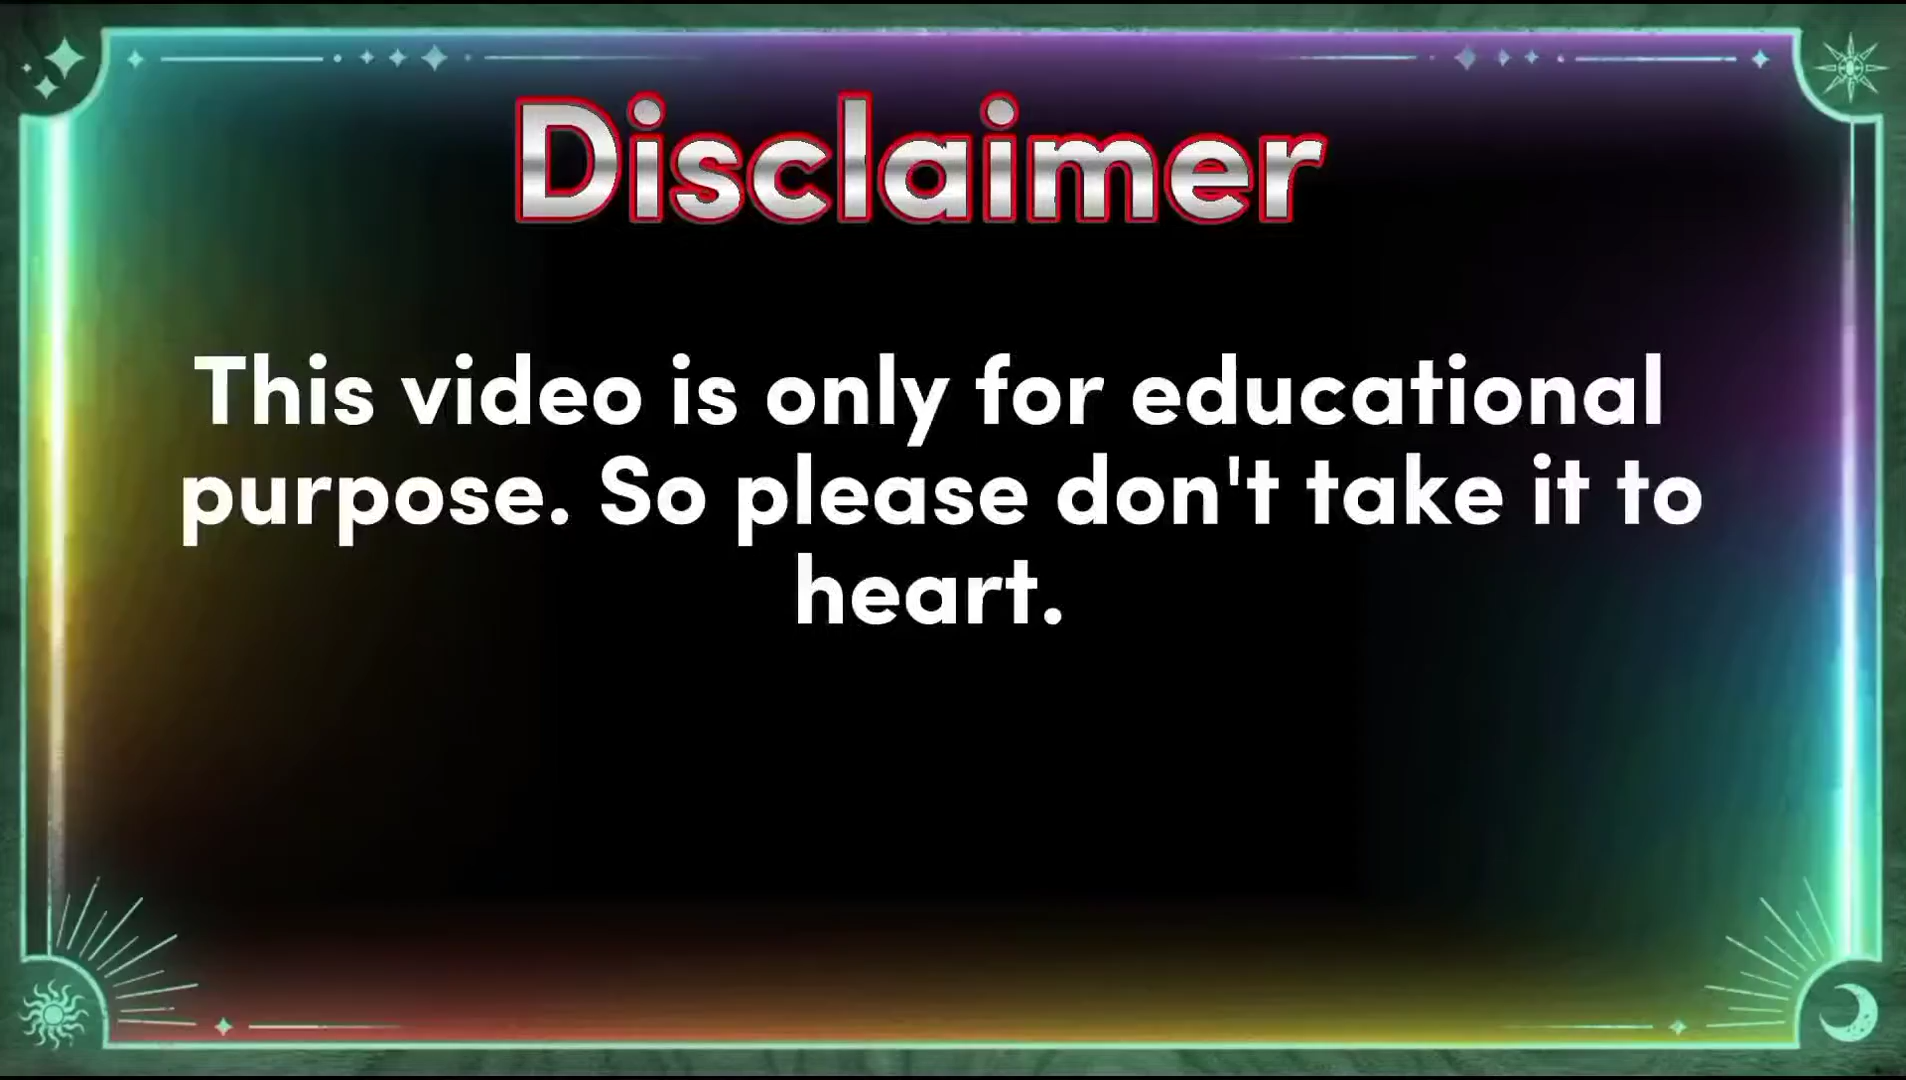 Disclaimer
This video is only for educational
purpose. So please don't take it to
heart.